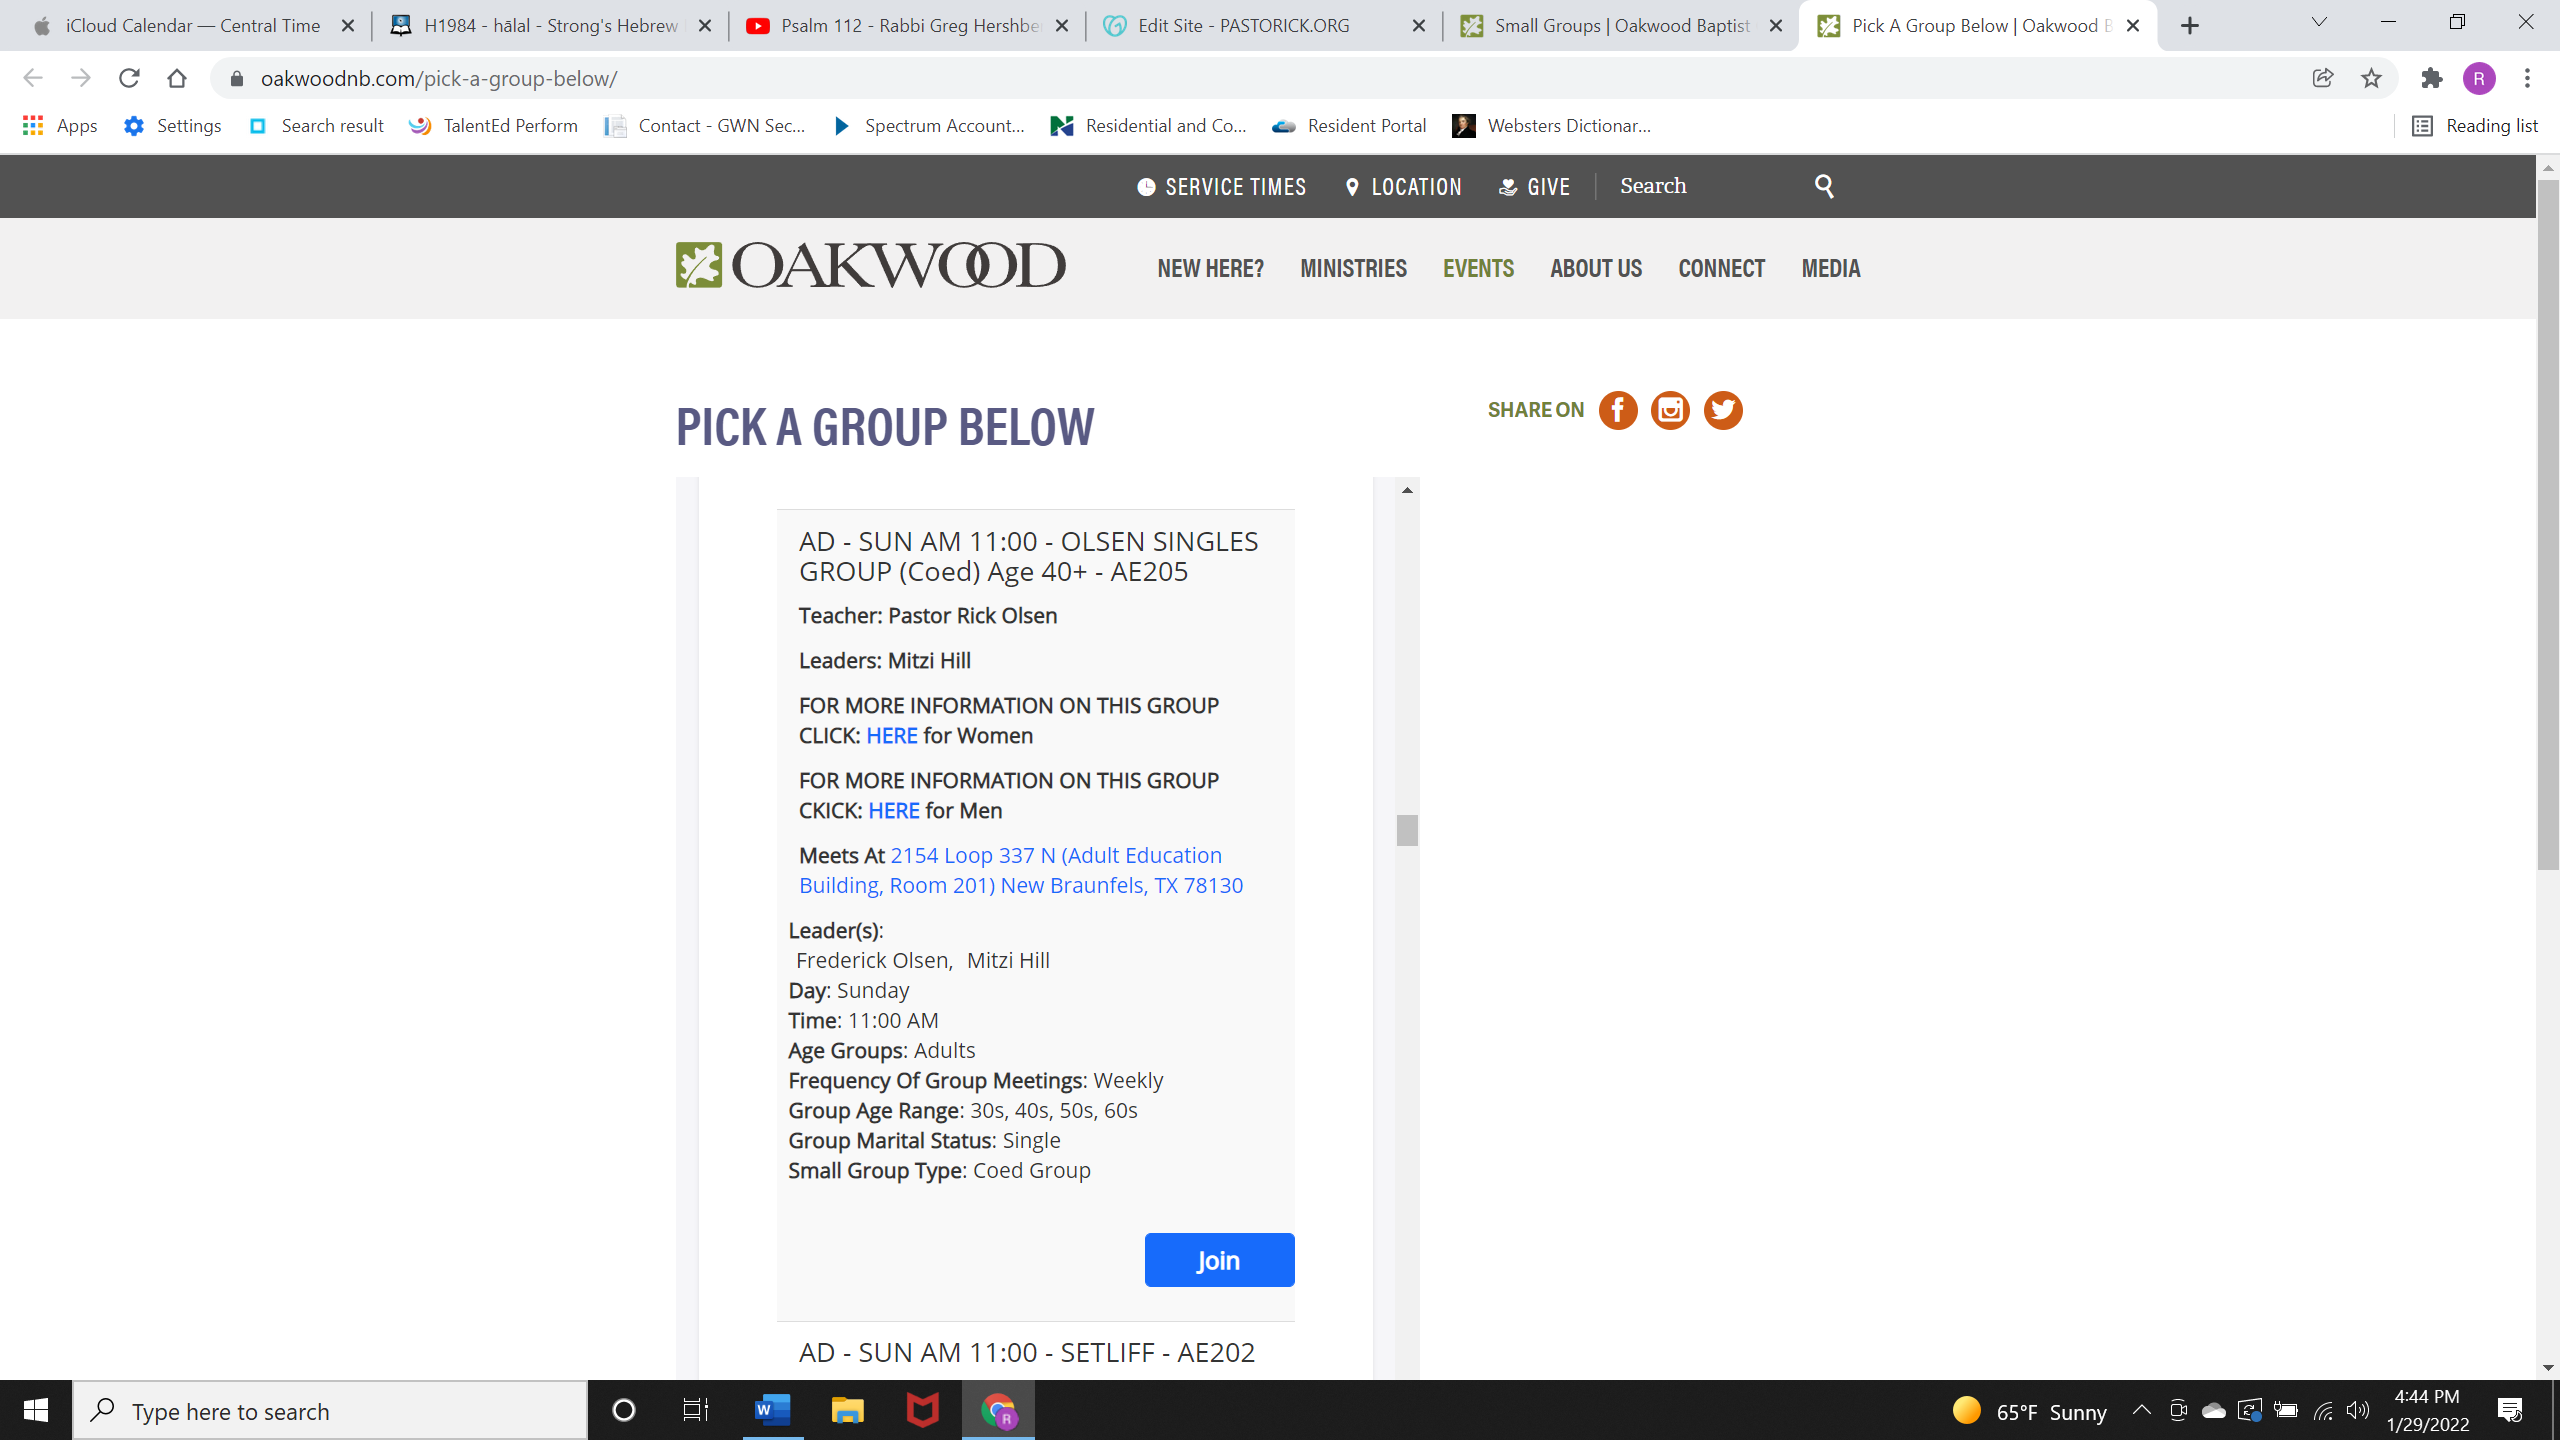 iCloud Calendar — Central Time
H1984 - hālal - Strong's Hebrew
Psalm 112 - Rabbi Greg Hershbe
Edit Site - PASTORICK.ORG
Small Groups | Oakwood Baptist
Pick A Group Below | Oakwood B
oakwoodnb.com/pick-a-group-below/
R
Apps
Settings
Search result
TalentEd Perform
Contact - GWN Sec...
Spectrum Account...
Residential and Co...
Resident Portal
Websters Dictionar...
Reading list
SERVICE TIMES
LOCATION
GIVE
Search
OAKWOOD
NEW HERE?
MINISTRIES
EVENTS
ABOUT US
CONNECT
MEDIA
PICK A GROUP BELOW
SHARE ON
AD - SUN AM 11:00 - OLSEN SINGLES
GROUP (Coed) Age 40+ - AE205
Teacher: Pastor Rick Olsen
Leaders: Mitzi Hill
FOR MORE INFORMATION ON THIS GROUP
CLICK: HERE for Women
FOR MORE INFORMATION ON THIS GROUP
CKICK: HERE for Men
Meets At 2154 Loop 337 N (Adult Education
Building, Room 201) New Braunfels, TX 78130
Leader(s):
Frederick Olsen, Mitzi Hill
Day: Sunday
Time: 11:00 AM
Age Groups: Adults
Frequency Of Group Meetings: Weekly
Group Age Range: 30s, 40s, 50s, 60s
Group Marital Status: Single
Small Group Type: Coed Group
Join
AD - SUN AM 11:00 - SETLIFF - AE202
Type here to search
W
R
65°F Sunny
4:44 PM
1/29/2022